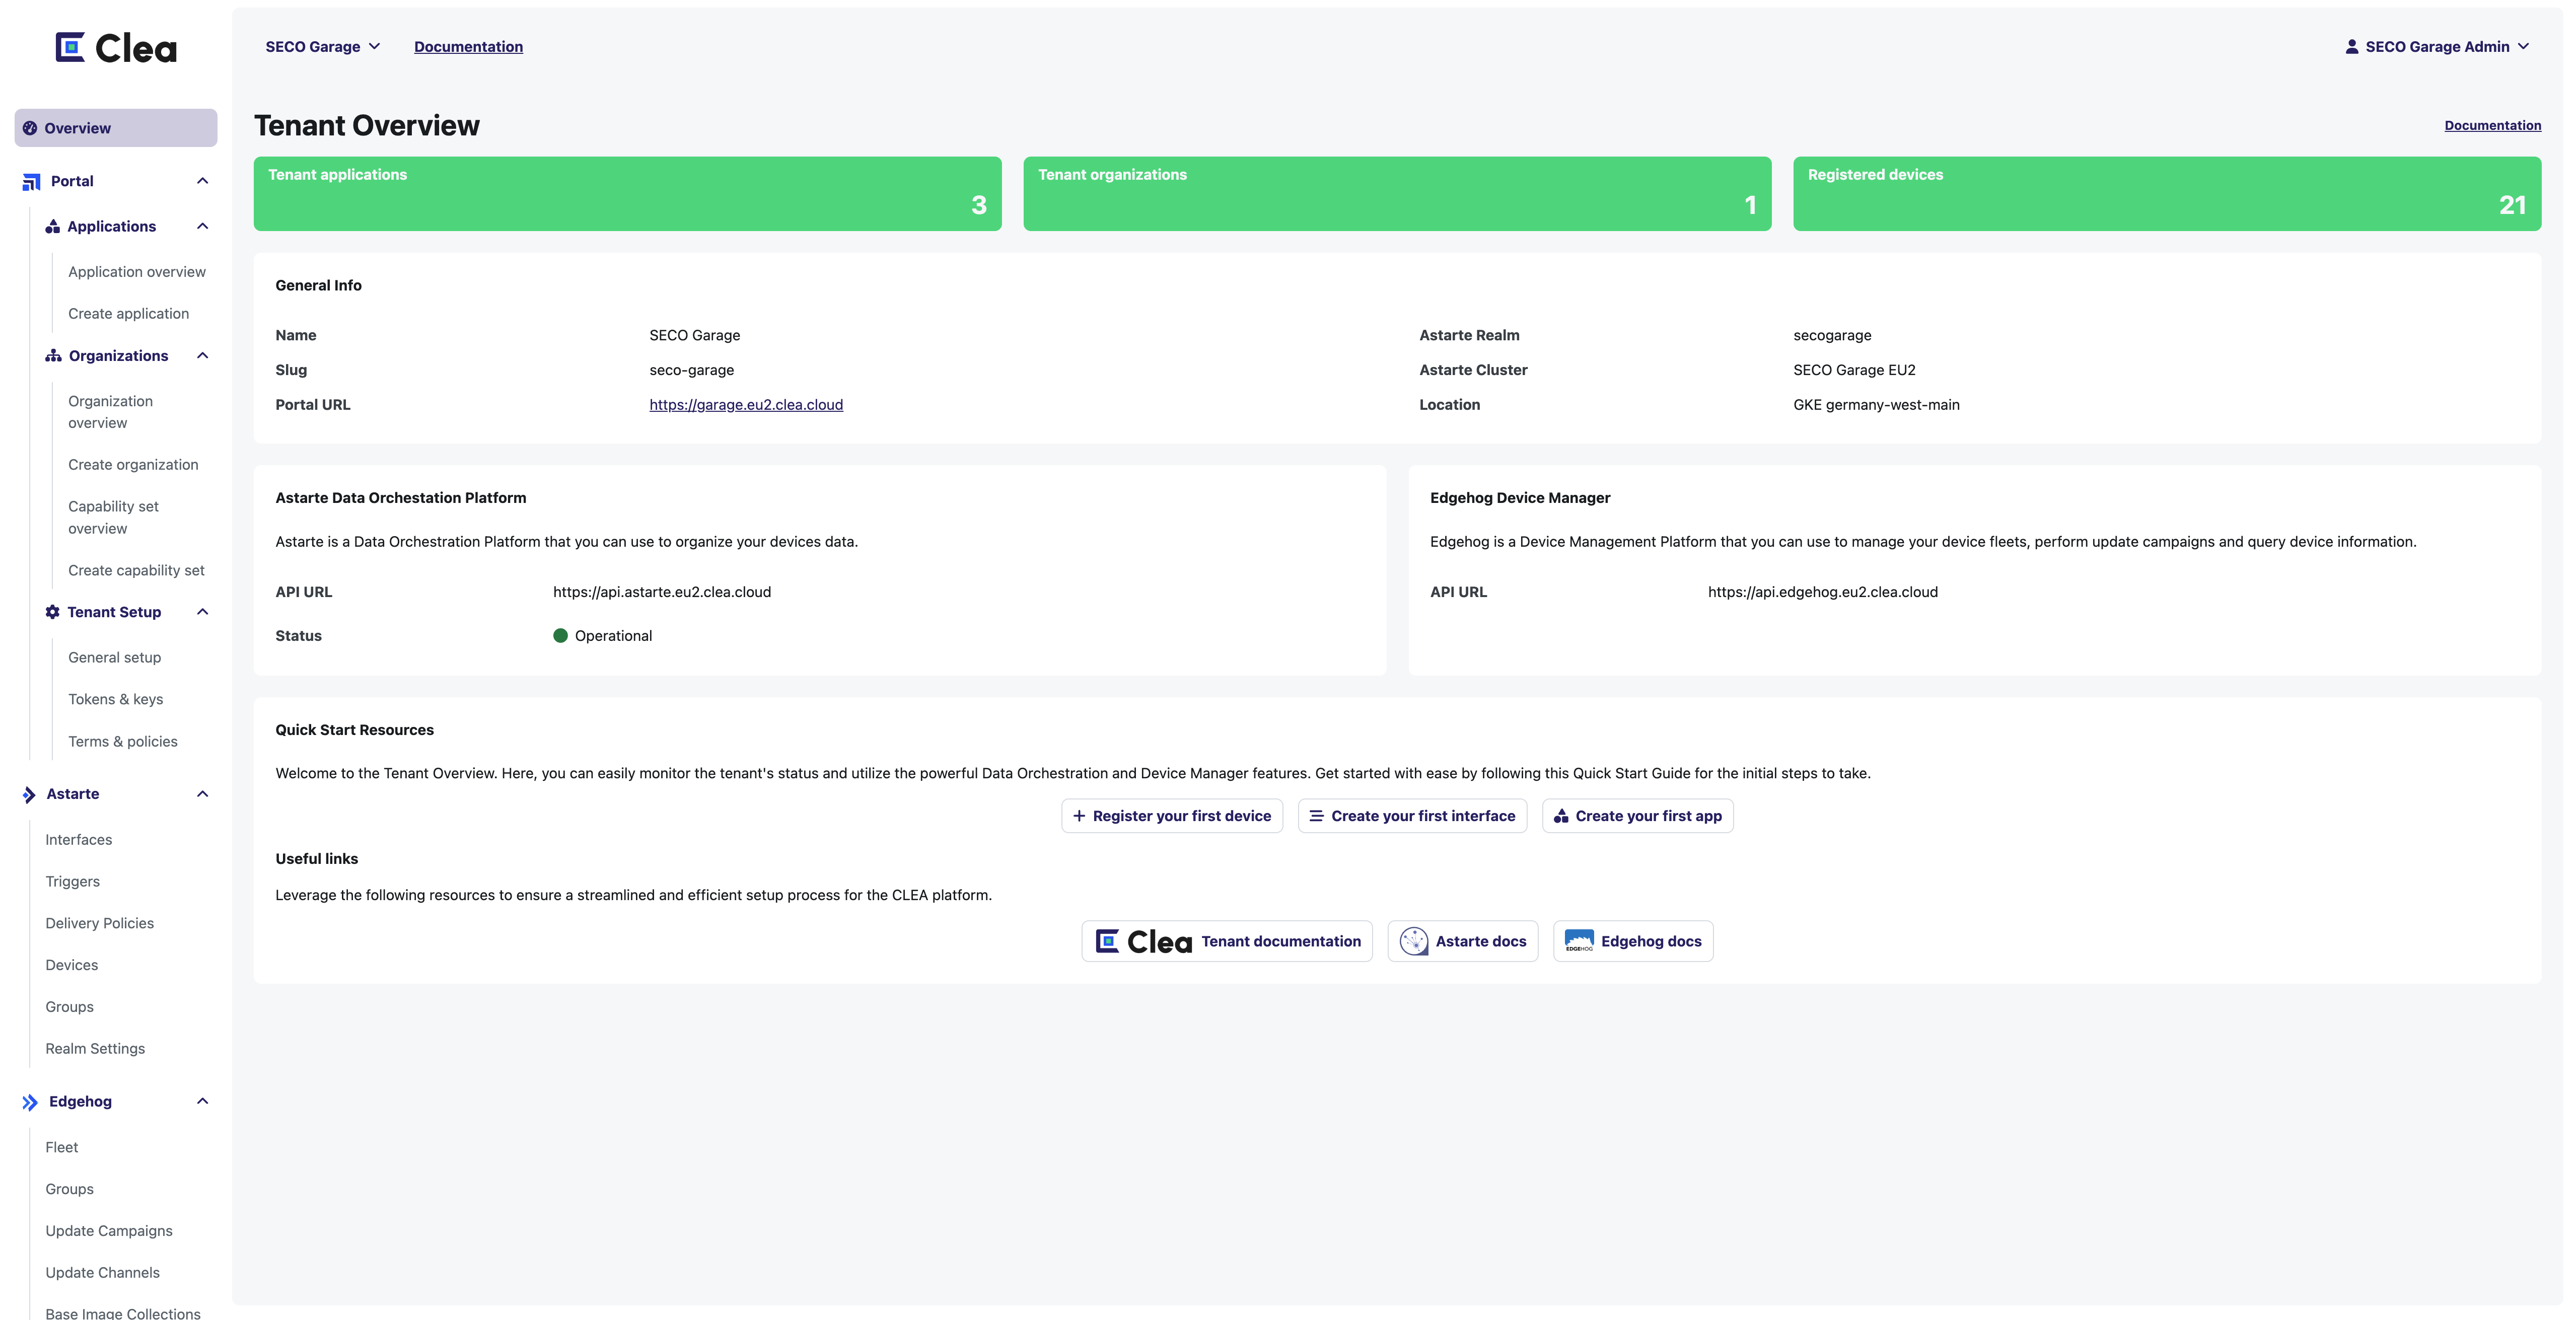 Clea
SECO Garage
Documentation
SECO Garage Admin
Overview
Portal
Applications
Application overview
Create application
Organizations
Organization
overview
Create organization
Capability set
overview
Create capability set
Tenant Setup
General setup
Tokens & keys
Terms & policies
Astarte
Interfaces
Triggers
Delivery Policies
Devices
Groups
Realm Settings
Edgehog
Fleet
Groups
Update Campaigns
Update Channels
Base Image Collections
Tenant Overview
Documentation
Tenant applications
3
Tenant organizations
1
Registered devices
21
General Info
Name SECO Garage
Slug seco-garage
Portal URL https://garage.eu2.clea.cloud
Astarte Realm secogarage
Astarte Cluster SECO Garage EU2
Location GKE germany-west-main
Astarte Data Orchestation Platform
Astarte is a Data Orchestration Platform that you can use to organize your devices data.
API URL https://api.astarte.eu2.clea.cloud
Status Operational
Edgehog Device Manager
Edgehog is a Device Management Platform that you can use to manage your device fleets, perform update campaigns and query device information.
API URL https://api.edgehog.eu2.clea.cloud
Quick Start Resources
Welcome to the Tenant Overview. Here, you can easily monitor the tenant's status and utilize the powerful Data Orchestration and Device Manager features. Get started with ease by following this Quick Start Guide for the initial steps to take.
Register your first device
Create your first interface
Create your first app
Useful links
Leverage the following resources to ensure a streamlined and efficient setup process for the CLEA platform.
Clea Tenant documentation
Astarte docs
EDGEHOG Edgehog docs